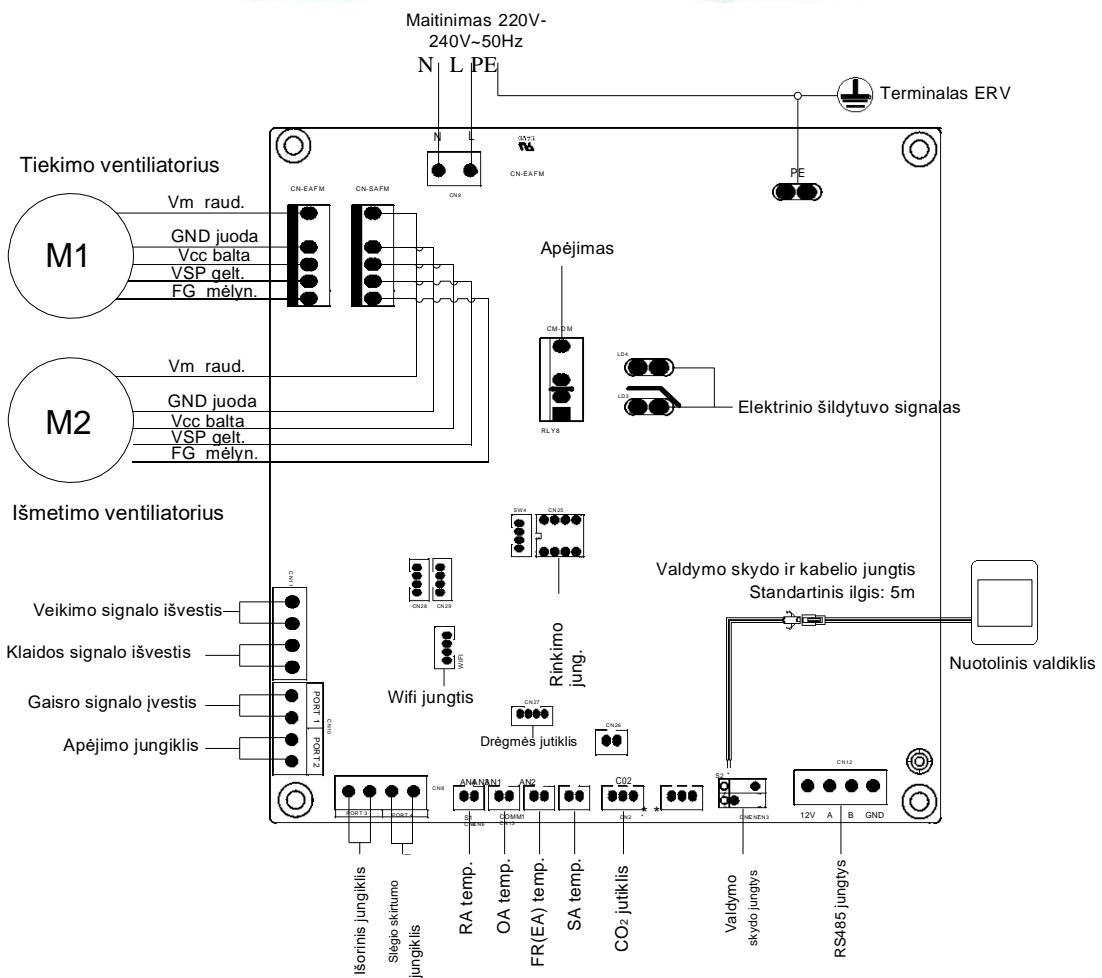 Maitinimas 220V-
240V~50Hz
N L PE
Terminalas ERV
N L
CN9
CN-EAFM
PE
Tiekimo ventiliatorius
M1
Vm raud.
GND juoda
Vcc balta
VSP gelt.
FG mėlyn.
CN-EAFM
CN-SAFM
Apėjimas
CM-DM
RLY8
LD4
LD3
Elektrinio šildytuvo signalas
M2
Vm raud.
GND juoda
Vcc balta
VSP gelt.
FG mėlyn.
Išmetimo ventiliatorius
SW4
CN25
Rinkimo
jung.
CN28
CN29
WIFI
Wifi jungtis
Valdymo skydo ir kabelio jungtis
Standartinis ilgis: 5m
Nuotolinis valdiklis
CN11
Veikimo signalo išvestis
Klaidos signalo išvestis
Gaisro signalo įvestis
Apėjimo jungiklis
PORT 1
PORT 2
CN10
CN27
Drėgmės jutiklis
CN26
CN8
PORT 3
PORT 4
AN1
AN2
S1
COMM1
C02
CN2
* *
S2
CN12
12V A B GND
Išorinis jungiklis
Slėgio skirtumo
jungiklis
RA temp.
OA temp.
FR(EA) temp.
SA temp.
CO₂ jutiklis
Valdymo
skydo jungtys
RS485 jungtys